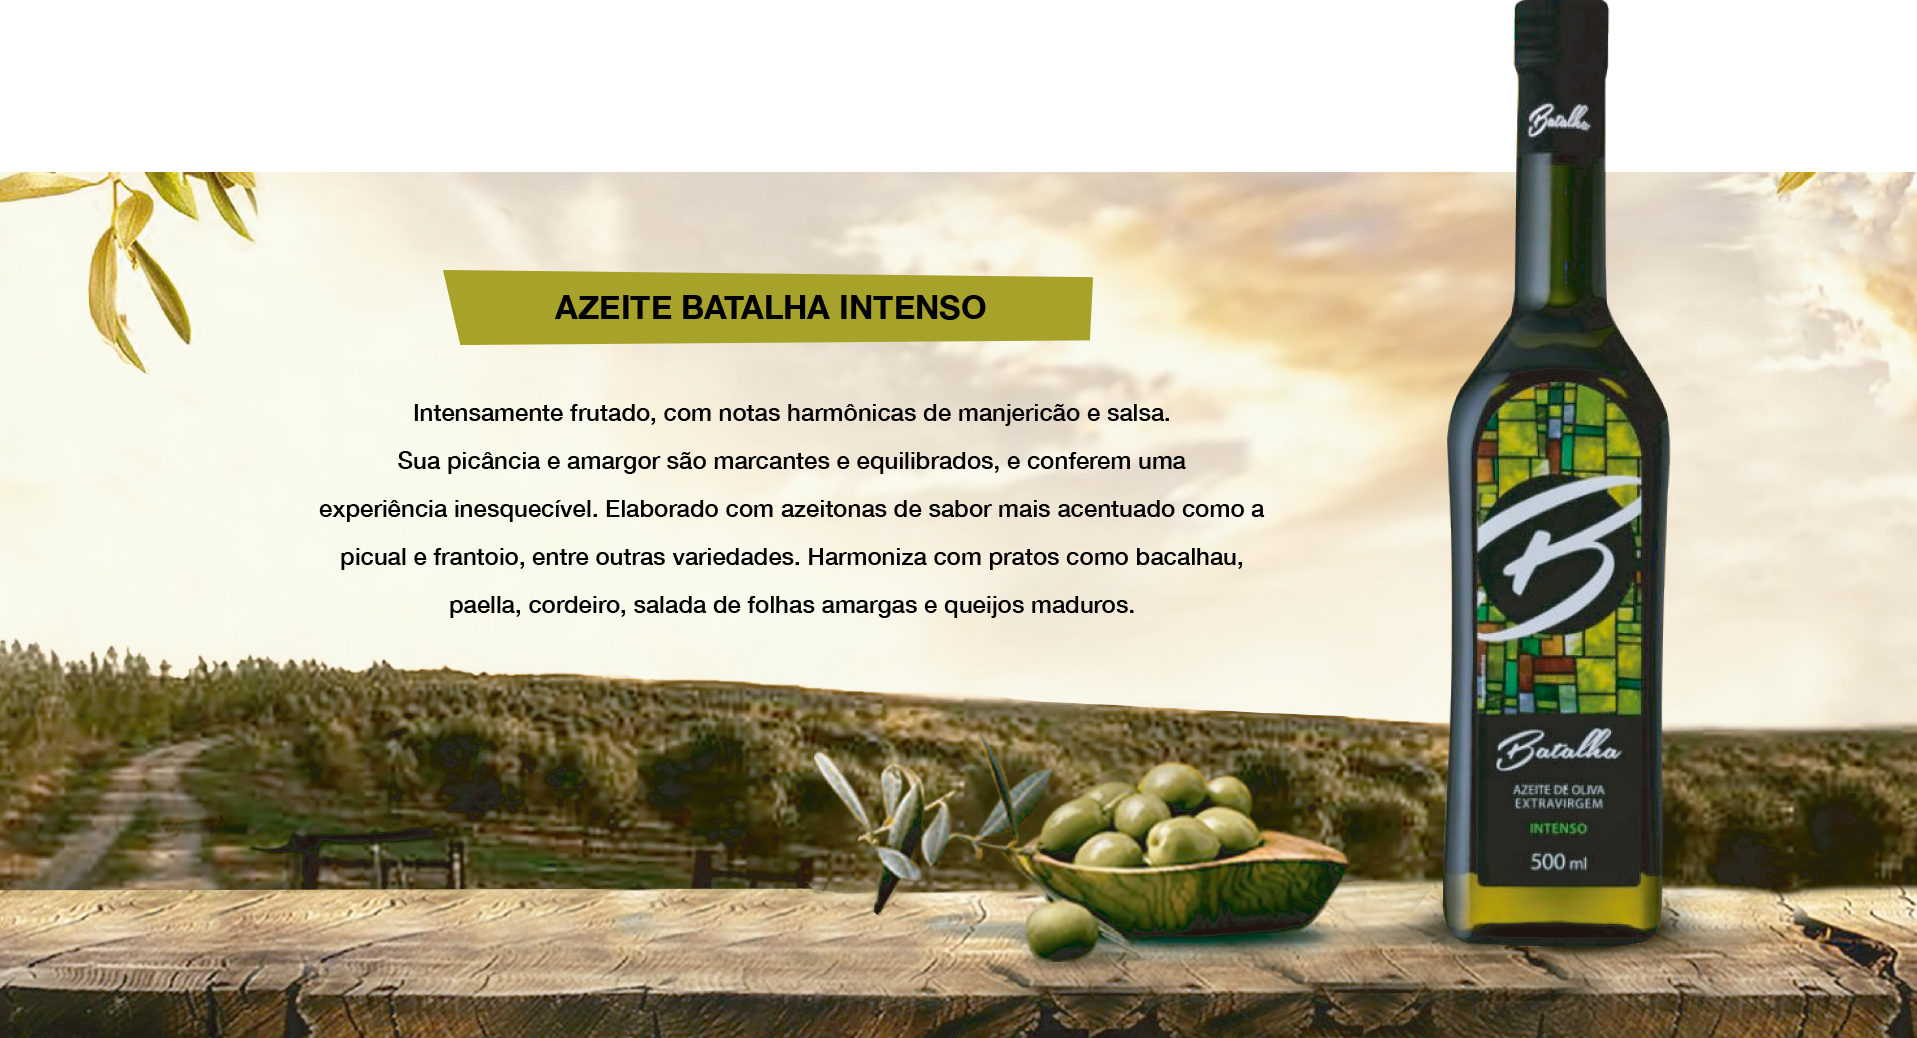 Batalha
AZEITE BATALHA INTENSO
Intensamente frutado, com notas harmônicas de manjericão e salsa.
Sua picância e amargor são marcantes e equilibrados, e conferem uma
experiência inesquecível. Elaborado com azeitonas de sabor mais acentuado como a
picual e frantoio, entre outras variedades. Harmoniza com pratos como bacalhau,
paella, cordeiro, salada de folhas amargas e queijos maduros.
B
Batalha
AZEITE DE OLIVA
EXTRAVIRGEM
INTENSO
500 ml